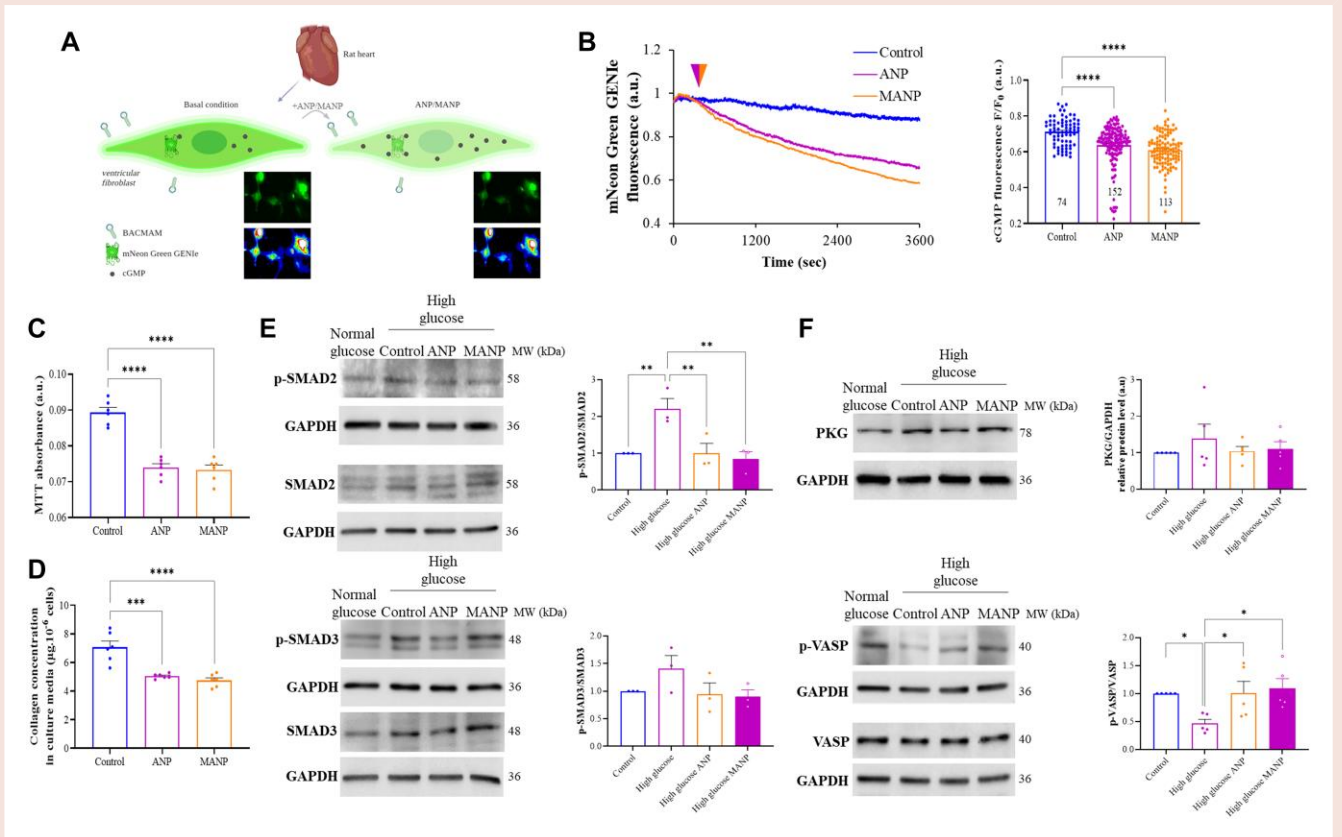 A
Rat heart
Basal condition
+ANP/MANP
ANP/MANP
ventricular
fibroblast
BACMAM
mNeon Green GENIe
cGMP
B
mNeon Green GENIe
fluorescence (a.u.)
1.2
1
0.8
0.6
0.4
0
1200
2400
3600
Time (sec)
Control
ANP
MANP
cGMP fluorescence F/F0 (a.u.)
1.0
0.8
0.6
0.4
0.2
****
****
74
152
113
Control
ANP
MANP
C
MTT absorbance (a.u.)
0.10
0.09
0.08
0.07
0.06
****
****
Control
ANP
MANP
D
Collagen concentration
in culture media (µg.10-6 cells)
10
8
6
4
2
0
***
****
Control
ANP
MANP
E
High
glucose
Normal
glucose Control ANP MANP MW (kDa)
p-SMAD2 58
GAPDH 36
SMAD2 58
GAPDH 36
p-SMAD2/SMAD2
3
2
1
0
** **
**
Control
High glucose
High glucose ANP
High glucose MANP
High
glucose
Normal
glucose Control ANP MANP MW (kDa)
p-SMAD3 48
GAPDH 36
SMAD3 48
GAPDH 36
p-SMAD3/SMAD3
2.0
1.5
1.0
0.5
0.0
Control
High glucose
High glucose ANP
High glucose MANP
F
High
glucose
Normal
glucose Control ANP MANP MW (kDa)
PKG 78
GAPDH 36
PKG/GAPDH
relative protein level (a.u)
3
2
1
0
Control
High glucose
High glucose ANP
High glucose MANP
High
glucose
Normal
glucose Control ANP MANP MW (kDa)
p-VASP 40
GAPDH 36
VASP 40
GAPDH 36
p-VASP/VASP
2.0
1.5
1.0
0.5
0.0
* *
*
Control
High glucose
High glucose ANP
High glucose MANP